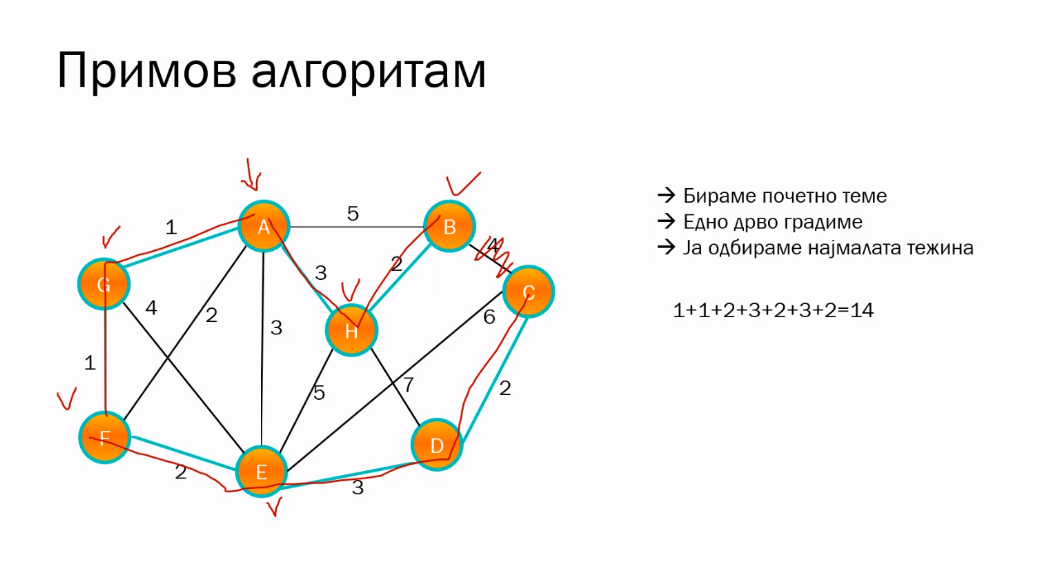 Примов алгоритам
→ Бираме почетно теме
→ Едно дрво градиме
→ Ја одбираме најмалата тежина
1+1+2+3+2+3+2=14
A
5
B
1
4
G
3
2
C
4
2
3
H
6
1
5
7
2
F
D
E
2
3